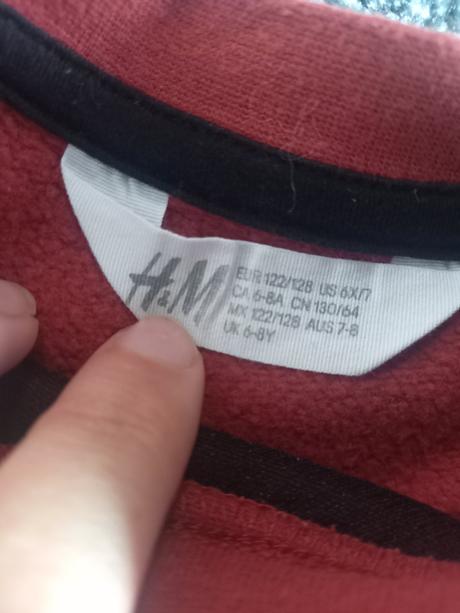 H&M
EUR 122/128 US 6X/7
CA 6-8A CN 130/64
MX 122/128 AUS 7-8
UK 6-8Y